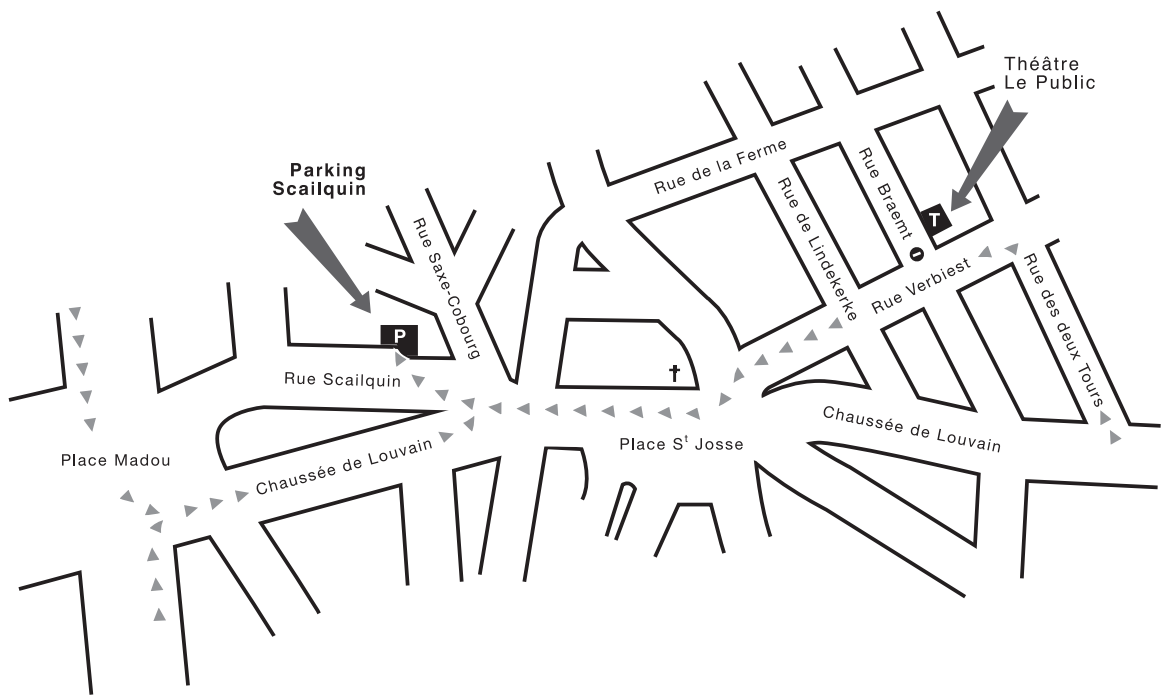 Théâtre
Le Public
Parking
Scailquin
Rue de la Ferme
Rue Braemt
Rue de Lindekerke
T
Rue Saxe-Cobourg
Rue Verbiest
Rue des deux Tours
P
Rue Scailquin
Chaussée de Louvain
Place St Josse
Place Madou
Chaussée de Louvain